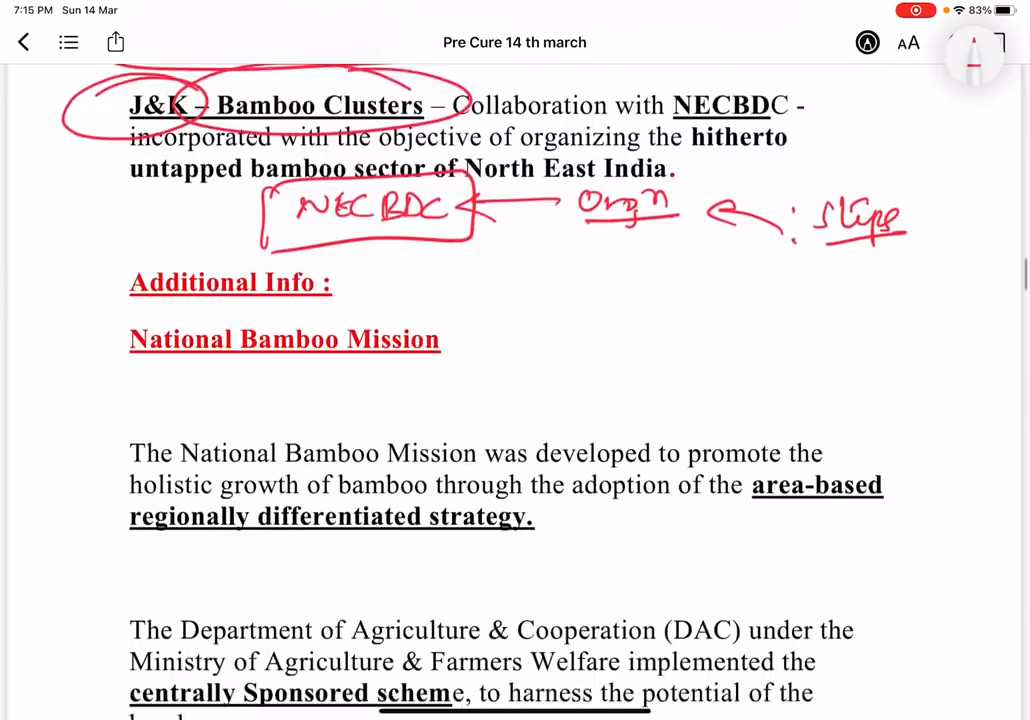 7:15 PM Sun 14 Mar
83%
Pre Cure 14 th march
AA
J&K – Bamboo Clusters – Collaboration with NECBDC -
incorporated with the objective of organizing the hitherto
untapped bamboo sector of North East India.
NECBDC Orgn : steps
Additional Info :
National Bamboo Mission
The National Bamboo Mission was developed to promote the
holistic growth of bamboo through the adoption of the area-based
regionally differentiated strategy.
The Department of Agriculture & Cooperation (DAC) under the
Ministry of Agriculture & Farmers Welfare implemented the
centrally Sponsored scheme, to harness the potential of the